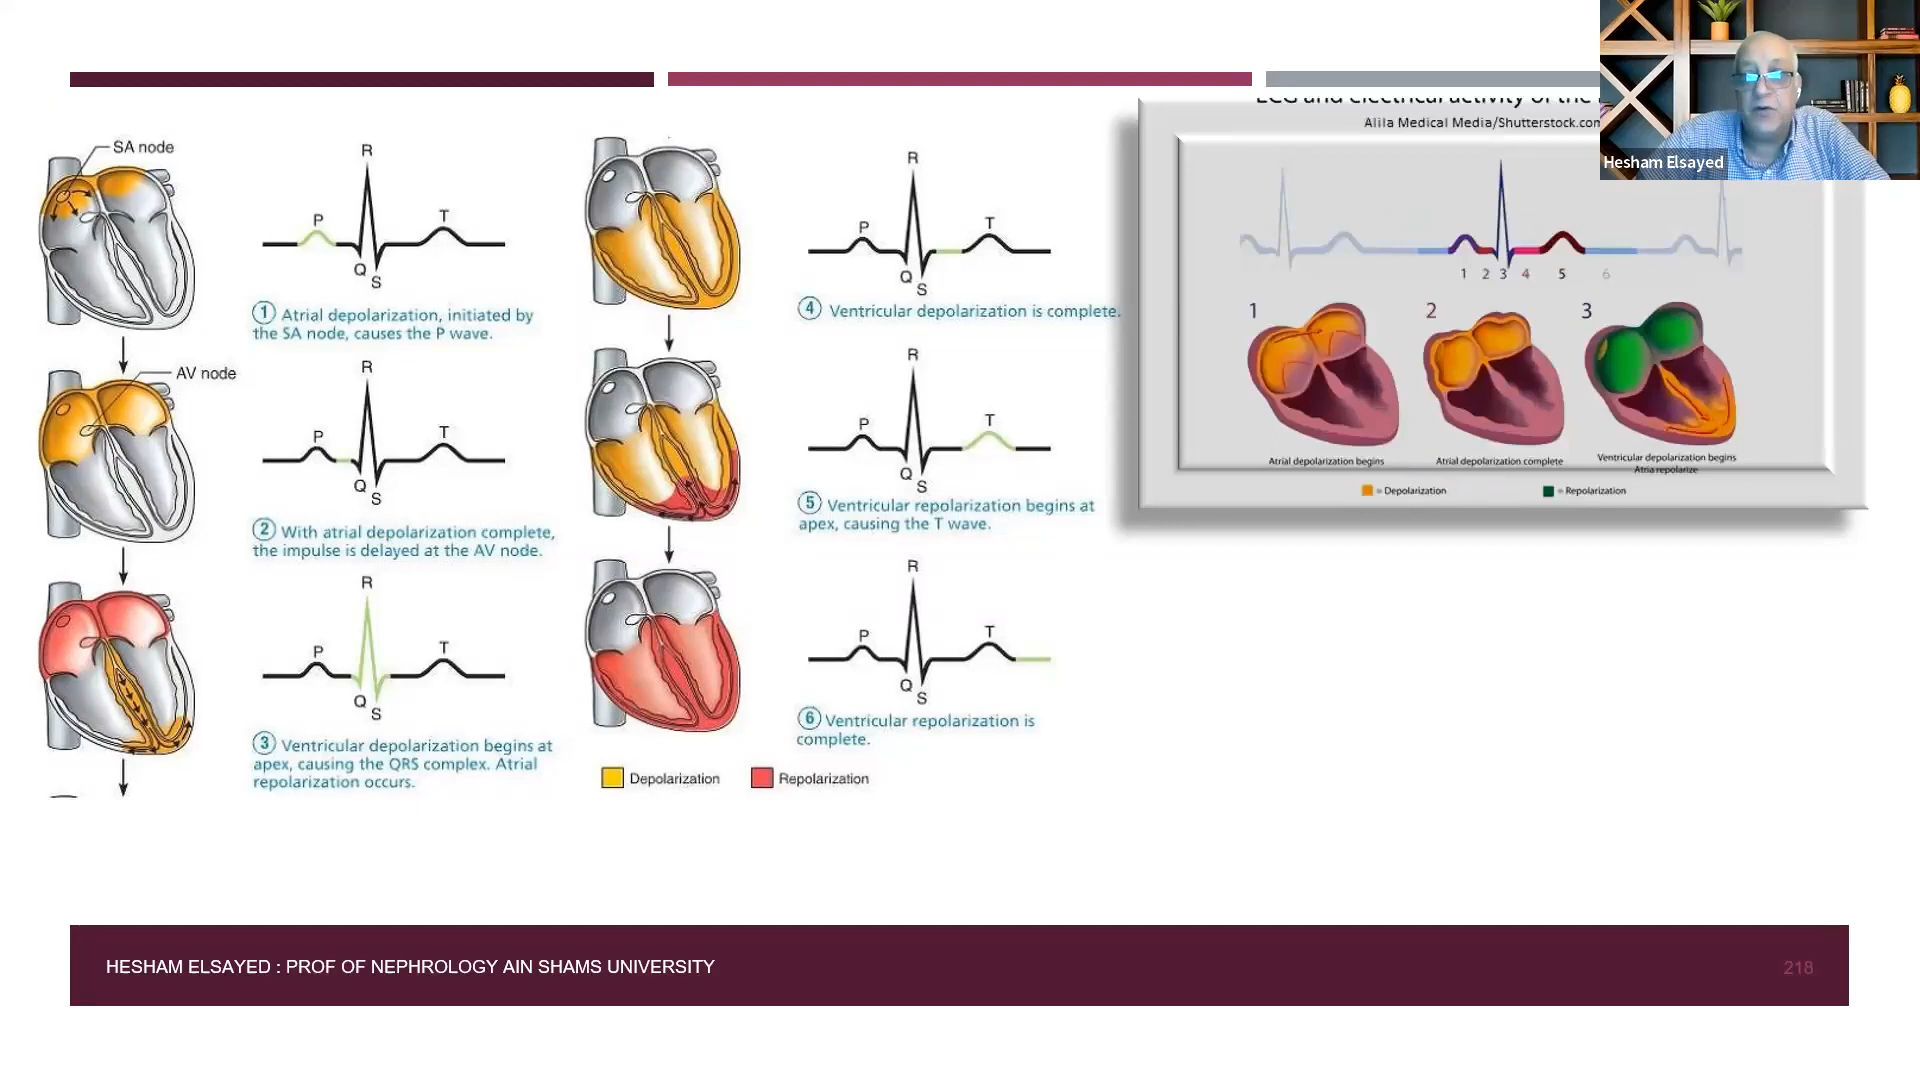 SA node
R
P
T
Q
S
1 Atrial depolarization, initiated by
the SA node, causes the P wave.
AV node
R
P
T
Q
S
2 With atrial depolarization complete,
the impulse is delayed at the AV node.
R
P
T
Q
S
3 Ventricular depolarization begins at
apex, causing the QRS complex. Atrial
repolarization occurs.
R
P
T
Q
S
4 Ventricular depolarization is complete.
R
P
T
Q
S
5 Ventricular repolarization begins at
apex, causing the T wave.
R
P
T
Q
S
6 Ventricular repolarization is
complete.
Depolarization Repolarization
ECG and electrical activity of the
Alila Medical Media/Shutterstock.com
1 2 3 4 5 6
1 2 3
Atrial depolarization begins
Atrial depolarization complete
Ventricular depolarization begins
Atria repolarize
= Depolarization = Repolarization
Hesham Elsayed
HESHAM ELSAYED : PROF OF NEPHROLOGY AIN SHAMS UNIVERSITY
218